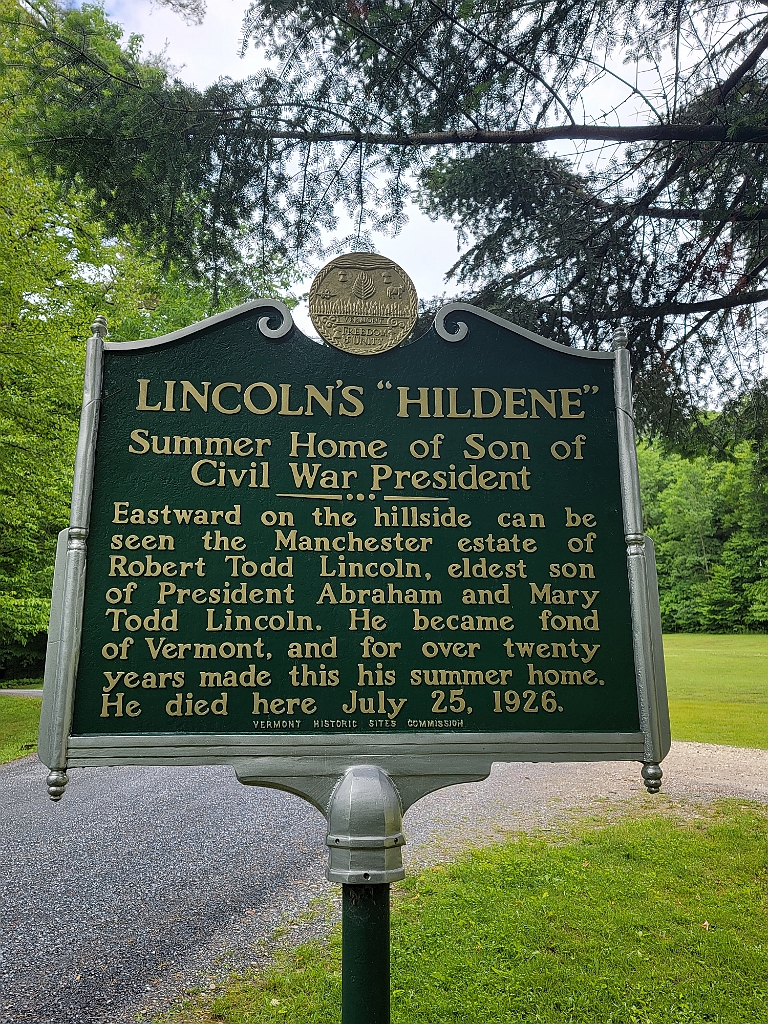 VERMONT
FREEDOM
& UNITY
LINCOLN'S "HILDENE"
Summer Home of Son of
Civil War President
Eastward on the hillside can be
seen the Manchester estate of
Robert Todd Lincoln, eldest son
of President Abraham and Mary
Todd Lincoln. He became fond
of Vermont, and for over twenty
years made this his summer home.
He died here July 25, 1926.
VERMONT HISTORIC SITES COMMISSION